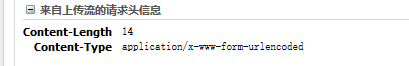 来自上传流的请求头信息
Content-Length 14
Content-Type application/x-www-form-urlencoded